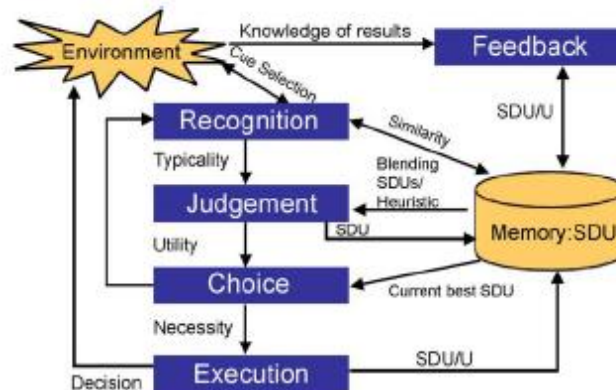 Environment
Knowledge of results
Feedback
Cue Selection
SDU/U
Recognition
Similarity
Typicality
Blending
SDUs/
Heuristic
Judgement
SDU
Memory:SDU
Utility
Choice
Current best SDU
Necessity
SDU/U
Decision
Execution